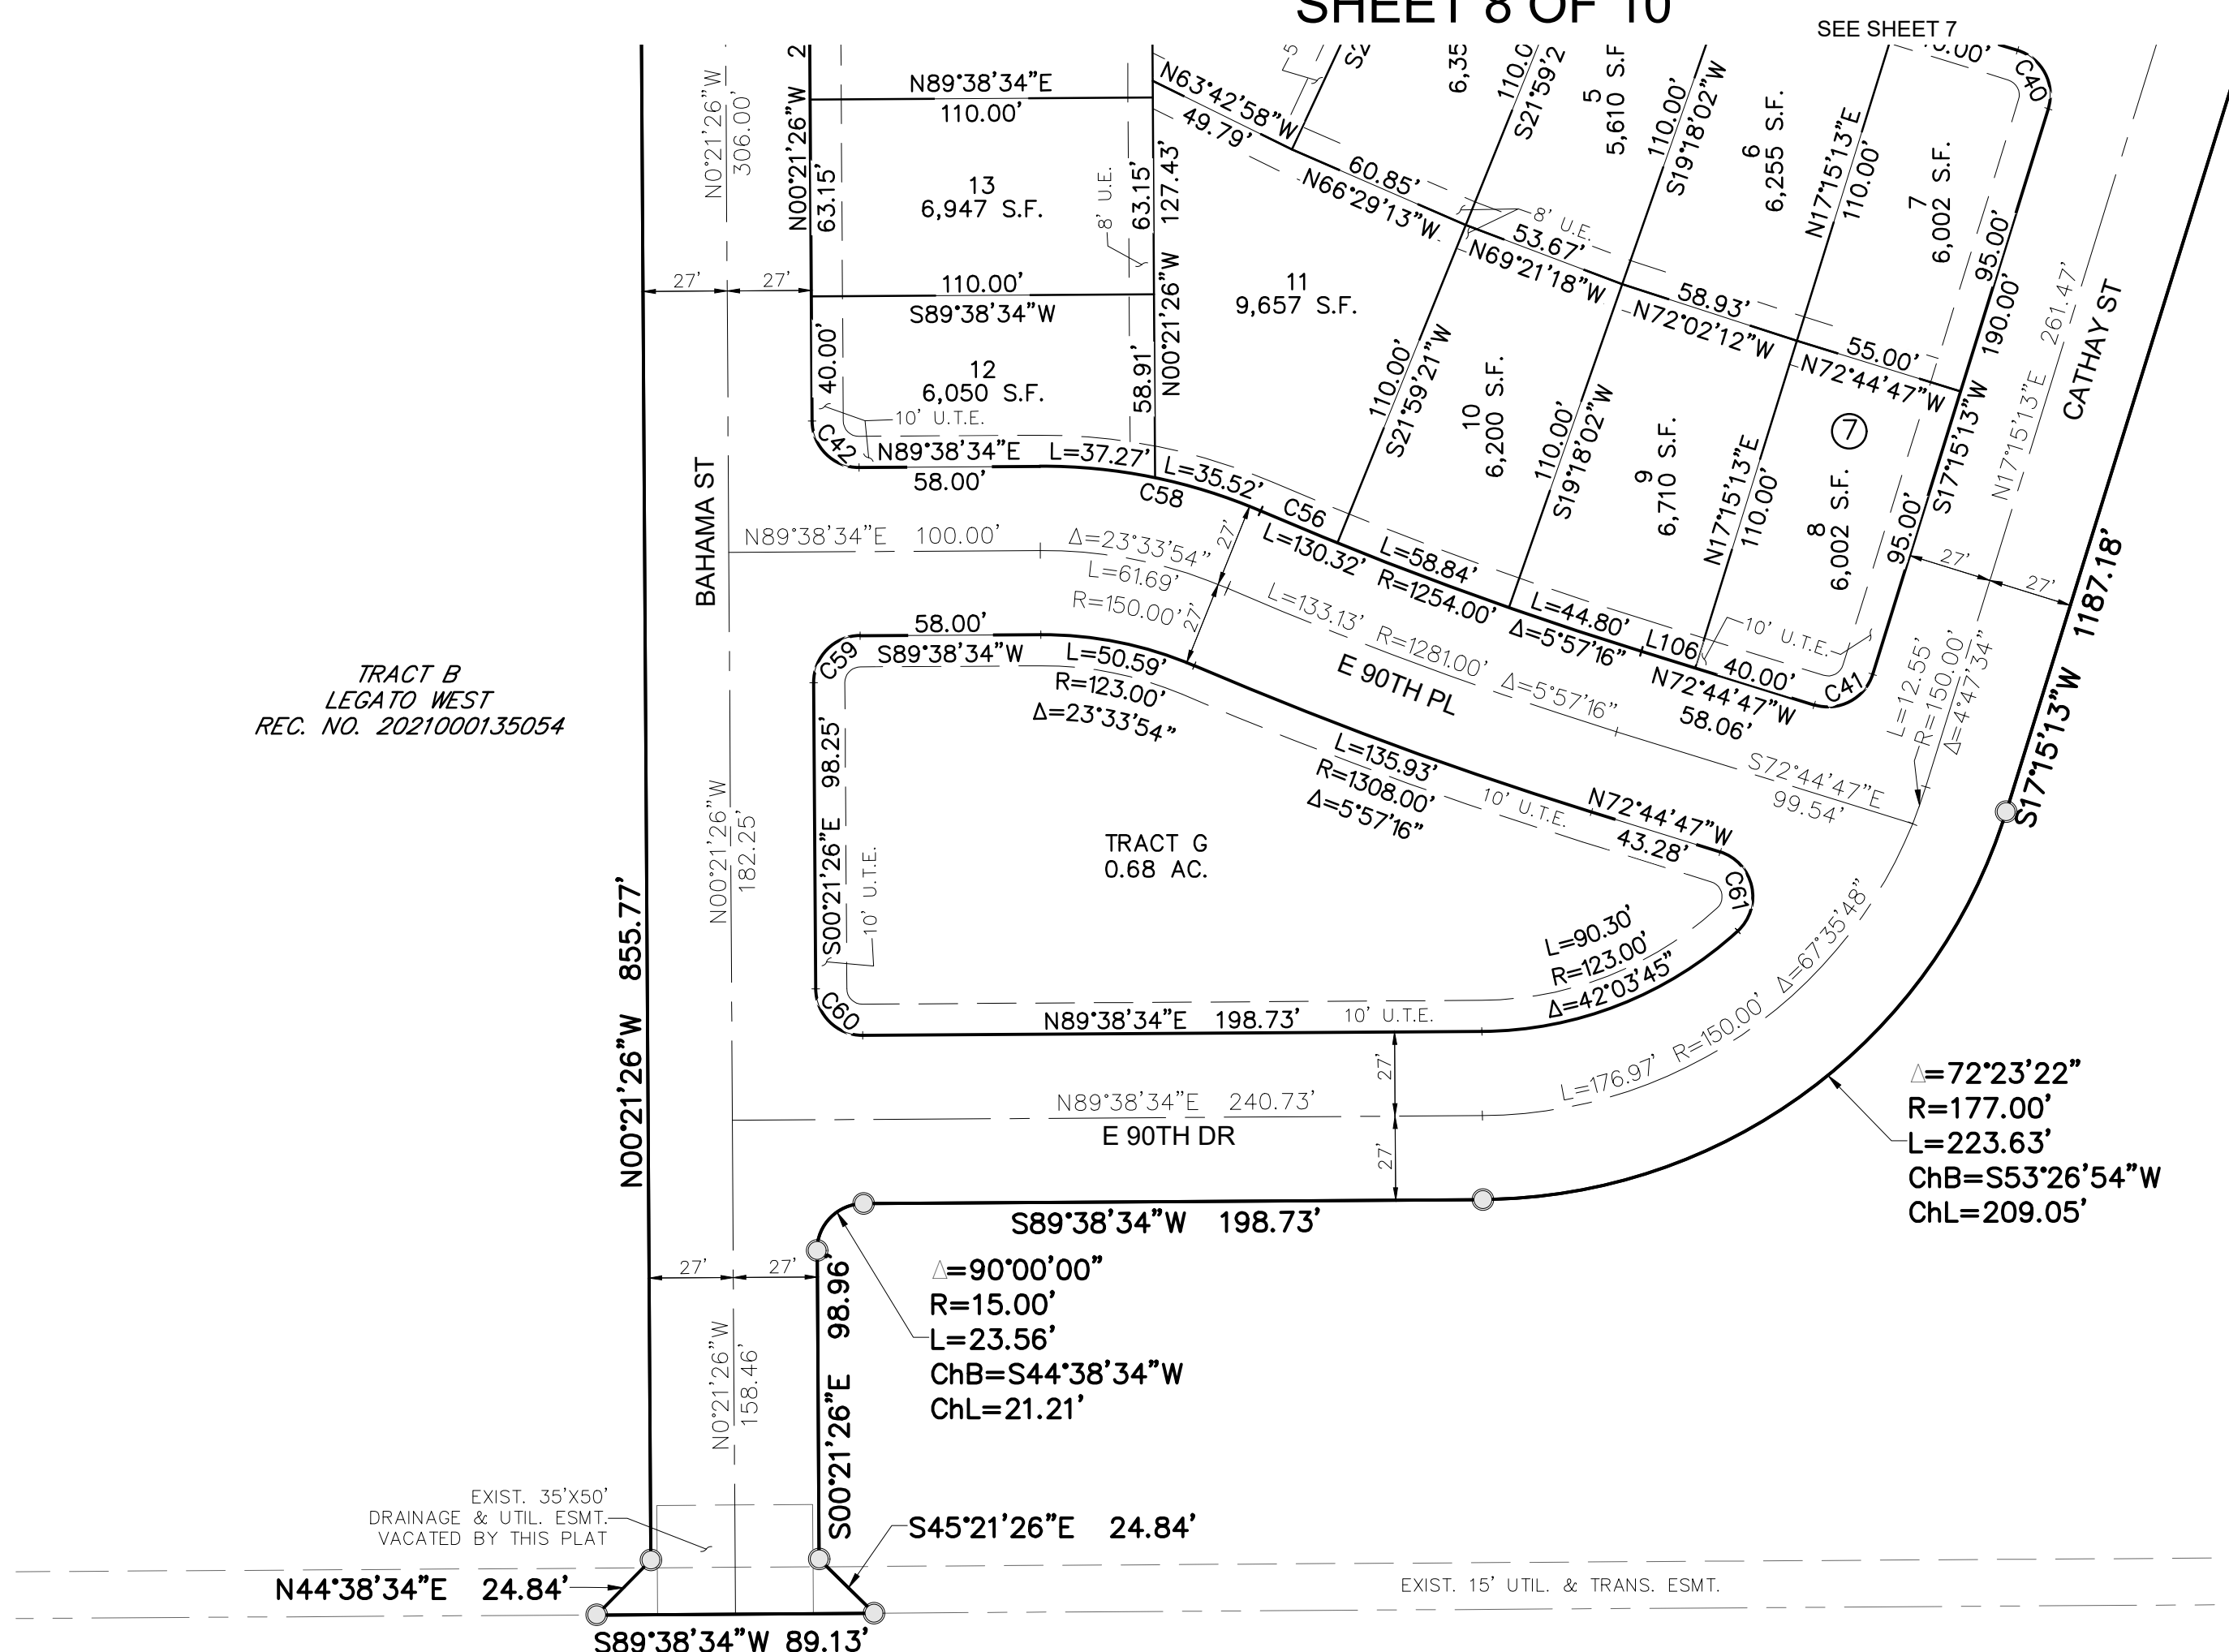 SHEET 8 OF 10
SEE SHEET 7
N0°21'26"W
306.00'
N00°21'26"W 2
63.15'
N89°38'34"E
110.00'
13
6,947 S.F.
8' U.E.
63.15'
127.43'
N00°21'26"W
N63°42'58"W
49.79'
5
60.85'
N66°29'13"W
6,35
110.0
S21°59'2
5
5,610 S.F
110.00'
S19°18'02"W
6
6,255 S.F.
N17°15'13"E
110.00'
7
6,002 S.F.
C40
95.00'
190.00'
S17°15'13"W
N17°15'13"E 261.47'
CATHAY ST
27'
27'
110.00'
S89°38'34"W
8' U.E.
53.67'
N69°21'18"W
58.93'
N72°02'12"W
55.00'
N72°44'47"W
11
9,657 S.F.
40.00'
12
6,050 S.F.
58.91'
10' U.T.E.
C42
N89°38'34"E
58.00'
L=37.27'
L=35.52'
C58
C56
110.00'
S21°59'21"W
10
6,200 S.F.
110.00'
S19°18'02"W
9
6,710 S.F.
N17°15'13"E
110.00'
7
8
6,002 S.F.
95.00'
27'
27'
S17°15'13"W 1187.18'
BAHAMA ST
N89°38'34"E 100.00'
Δ=23°33'54"
L=61.69'
R=150.00'
27'
27'
L=130.32' R=1254.00' Δ=5°57'16"
L=58.84'
L=44.80'
L106
10' U.T.E.
40.00'
C41
N72°44'47"W
58.06'
L=133.13' R=1281.00' Δ=5°57'16"
E 90TH PL
L=12.55'
R=150.00'
Δ=4°47'34"
S72°44'47"E
99.54'
TRACT B
LEGATO WEST
REC. NO. 2021000135054
C59
58.00'
S89°38'34"W
L=50.59'
R=123.00'
Δ=23°33'54"
L=135.93'
R=1308.00'
Δ=5°57'16"
10' U.T.E.
N72°44'47"W
43.28'
C61
98.25'
S00°21'26"E
10' U.T.E.
N00°21'26"W
182.25'
TRACT G
0.68 AC.
L=90.30'
R=123.00'
Δ=42°03'45"
C60
N89°38'34"E 198.73'
10' U.T.E.
N00°21'26"W 855.77'
L=176.97' R=150.00' Δ=67°35'48"
27'
27'
N89°38'34"E 240.73'
E 90TH DR
Δ=72°23'22"
R=177.00'
L=223.63'
ChB=S53°26'54"W
ChL=209.05'
S89°38'34"W 198.73'
27'
27'
Δ=90°00'00"
R=15.00'
L=23.56'
ChB=S44°38'34"W
ChL=21.21'
S00°21'26"E 98.96'
N0°21'26"W
158.46'
EXIST. 35'X50'
DRAINAGE & UTIL. ESMT.
VACATED BY THIS PLAT
S45°21'26"E 24.84'
N44°38'34"E 24.84'
EXIST. 15' UTIL. & TRANS. ESMT.
S89°38'34"W 89.13'